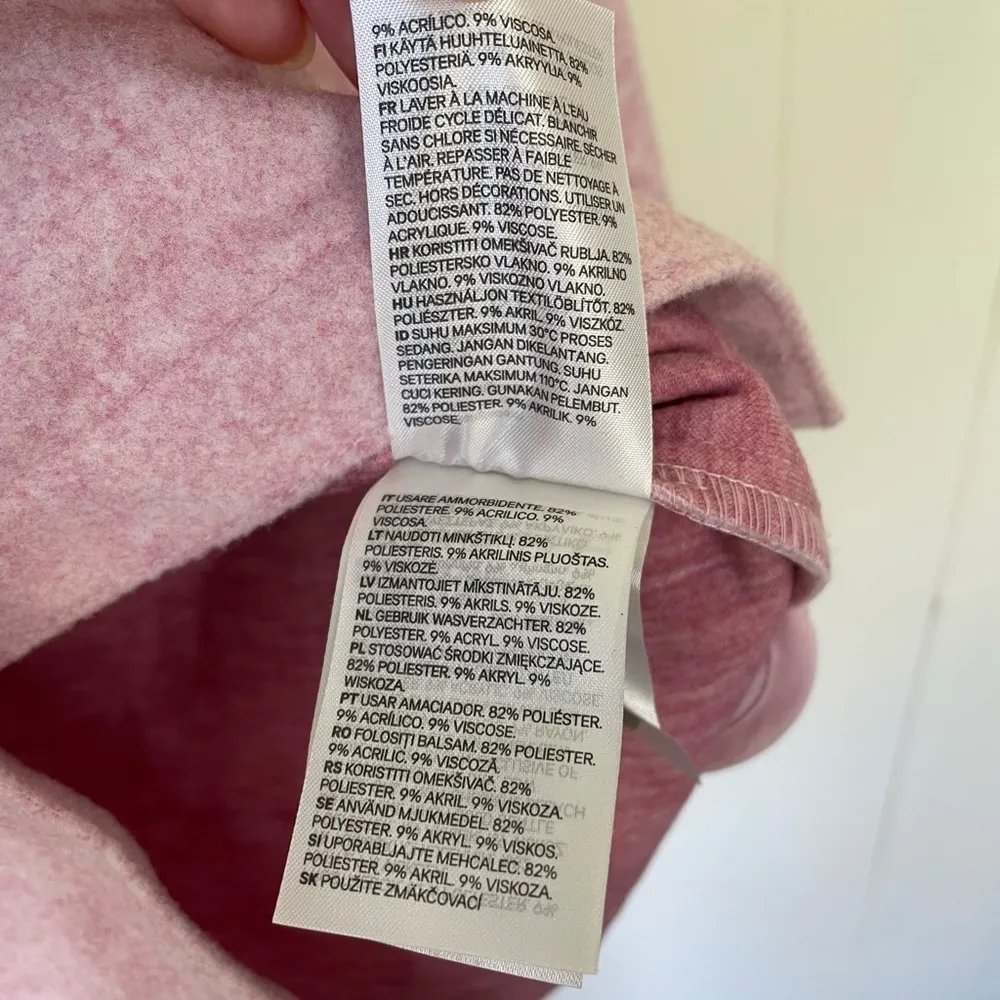 9% ACRÍLICO. 9% VISCOSA
FI KÄYTÄ HUUHTELUAINETTA. 82%
POLYESTERIÄ. 9% AKRYYLIA. 9%
VISKOOSIA.
FR LAVER À LA MACHINE À L'EAU
FROIDE CYCLE DÉLICAT. BLANCHIR
SANS CHLORE SI NÉCESSAIRE. SÉCHER
À L'AIR. REPASSER À FAIBLE
TEMPÉRATURE. PAS DE NETTOYAGE À
SEC. HORS DÉCORATIONS. UTILISER UN
ADOUCISSANT. 82% POLYESTER. 9%
ACRYLIQUE. 9% VISCOSE.
HR KORISTITI OMEKŠIVAČ RUBLJA. 82%
POLIESTERSKO VLAKNO. 9% AKRILNO
VLAKNO. 9% VISKOZNO VLAKNO.
HU HASZNÁLJON TEXTILÖBLÍTŐT. 82%
POLIÉSZTER. 9% AKRIL. 9% VISZKÓZ.
ID SUHU MAKSIMUM 30°C PROSES
SEDANG. JANGAN DIKELANTANG.
PENGERINGAN GANTUNG. SUHU
SETERIKA MAKSIMUM 110°C. JANGAN
CUCI KERING. GUNAKAN PELEMBUT.
82% POLIESTER. 9% AKRILIK. 9%
VISCOSE.
IT USARE AMMORBIDENTE. 82%
POLIESTERE. 9% ACRILICO. 9%
VISCOSA.
LT NAUDOTI MINKŠTIKLĮ. 82%
POLIESTERIS. 9% AKRILINIS PLUOŠTAS.
9% VISKOZĖ.
LV IZMANTOJIET MĪKSTINĀTĀJU. 82%
POLIESTERIS. 9% AKRILS. 9% VISKOZE.
NL GEBRUIK WASVERZACHTER. 82%
POLYESTER. 9% ACRYL. 9% VISCOSE.
PL STOSOWAĆ ŚRODKI ZMIĘKCZAJĄCE.
82% POLIESTER. 9% AKRYL. 9%
WISKOZA.
PT USAR AMACIADOR. 82% POLIÉSTER.
9% ACRÍLICO. 9% VISCOSE.
RO FOLOSIȚI BALSAM. 82% POLIESTER.
9% ACRILIC. 9% VISCOZĂ.
RS KORISTITI OMEKŠIVAČ. 82%
POLIESTER. 9% AKRIL. 9% VISKOZA.
SE ANVÄND MJUKMEDEL. 82%
POLYESTER. 9% AKRYL. 9% VISKOS.
SI UPORABLJAJTE MEHČALEC. 82%
POLIESTER. 9% AKRIL. 9% VISKOZA.
SK POUŽITE ZMÄKČOVACÍ